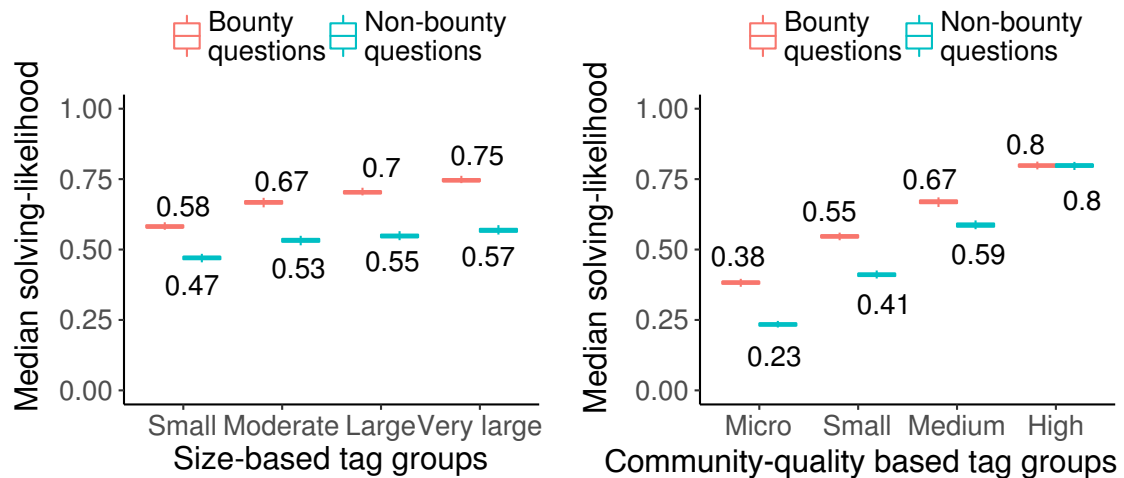 Bounty questions
Non-bounty questions
Median solving-likelihood
1.00
0.75
0.50
0.25
0.00
0.58
0.47
0.67
0.53
0.7
0.55
0.75
0.57
Small Moderate Large Very large
Size-based tag groups
Bounty questions
Non-bounty questions
Median solving-likelihood
1.00
0.75
0.50
0.25
0.00
0.38
0.23
0.55
0.41
0.67
0.59
0.8
0.8
Micro Small Medium High
Community-quality based tag groups